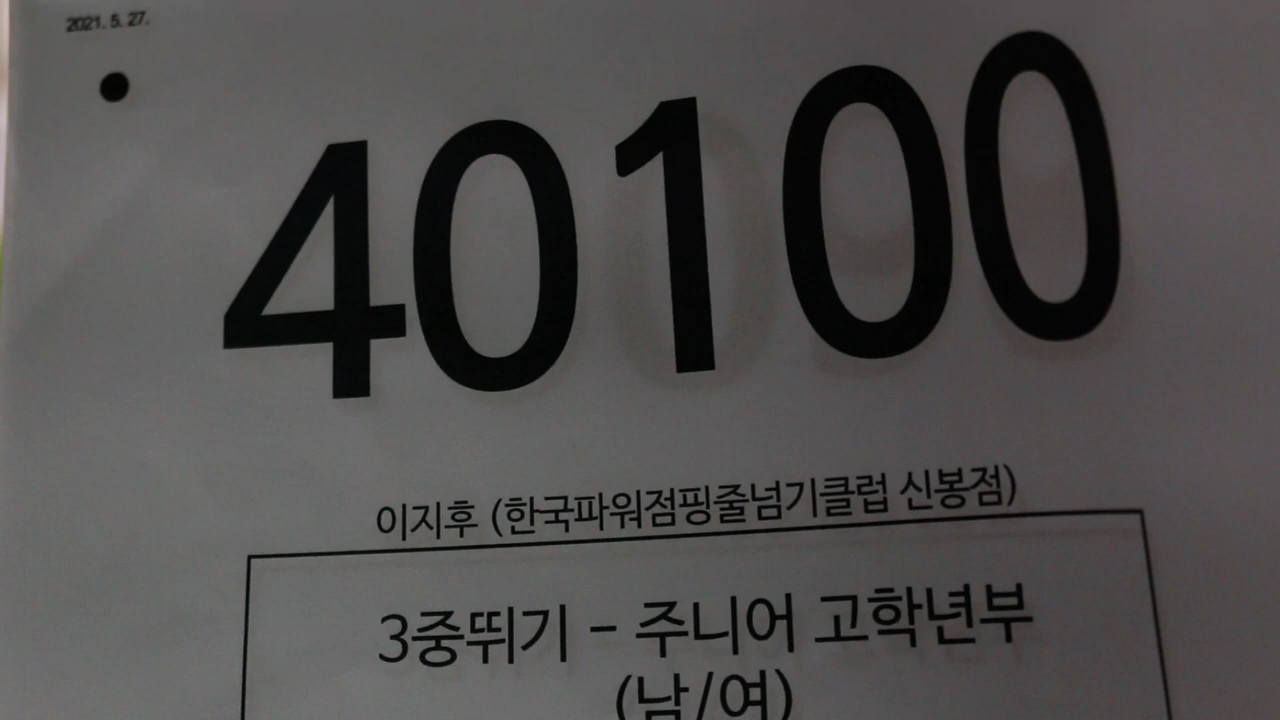 2021. 5. 27.
40100
이지후 (한국파워점핑줄넘기클럽 신봉점)
3중뛰기 - 주니어 고학년부
(남/여)